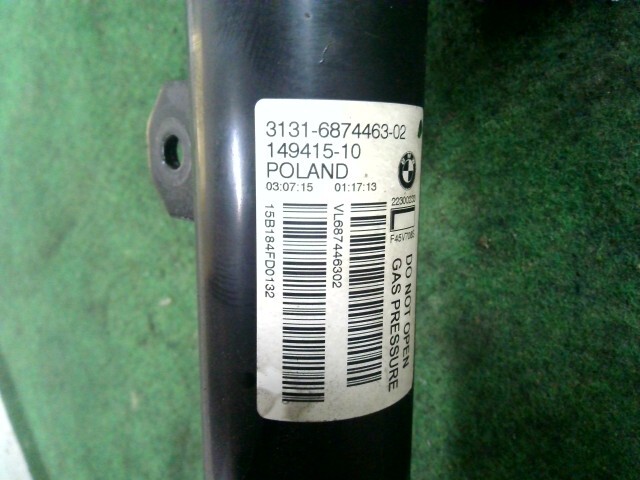 3131-6874463-02
149415-10
POLAND
03:07:15 01:17:13
BMW
L
15B184FD0132
VL687446302
DO NOT OPEN
GAS PRESSURE